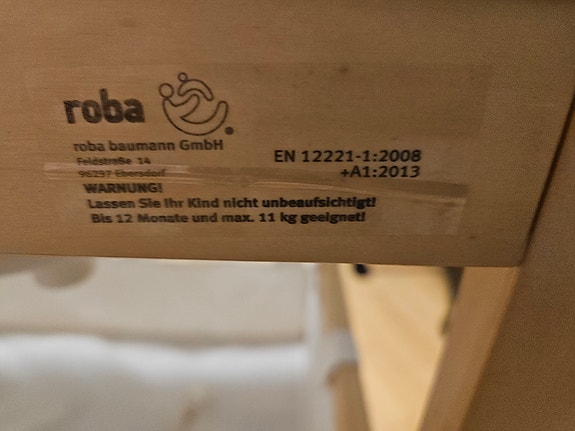 roba
roba baumann GmbH
Feldstraße 14
96237 Ebersdorf
EN 12221-1:2008
+A1:2013
WARNUNG!
Lassen Sie Ihr Kind nicht unbeaufsichtigt!
Bis 12 Monate und max. 11 kg geeignet!